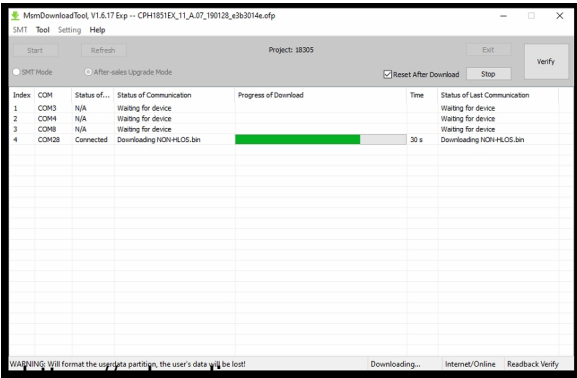 MsmDownloadTool, V1.6.17 Exp -- CPH1851EX_11_A.07_190128_e3b3014e.ofp
SMT Tool Setting Help
Start Refresh Project: 18305 Exit Verify
SMT Mode After-sales Upgrade Mode Reset After Download Stop
Index COM Status of... Status of Communication Progress of Download Time Status of Last Communication
1 COM3 N/A Waiting for device Waiting for device
2 COM4 N/A Waiting for device Waiting for device
3 COM8 N/A Waiting for device Waiting for device
4 COM28 Connected Downloading NON-HLOS.bin 30 s Downloading NON-HLOS.bin
WARNING: Will format the userdata partition, the user's data will be lost! Downloading... Internet/Online Readback Verify